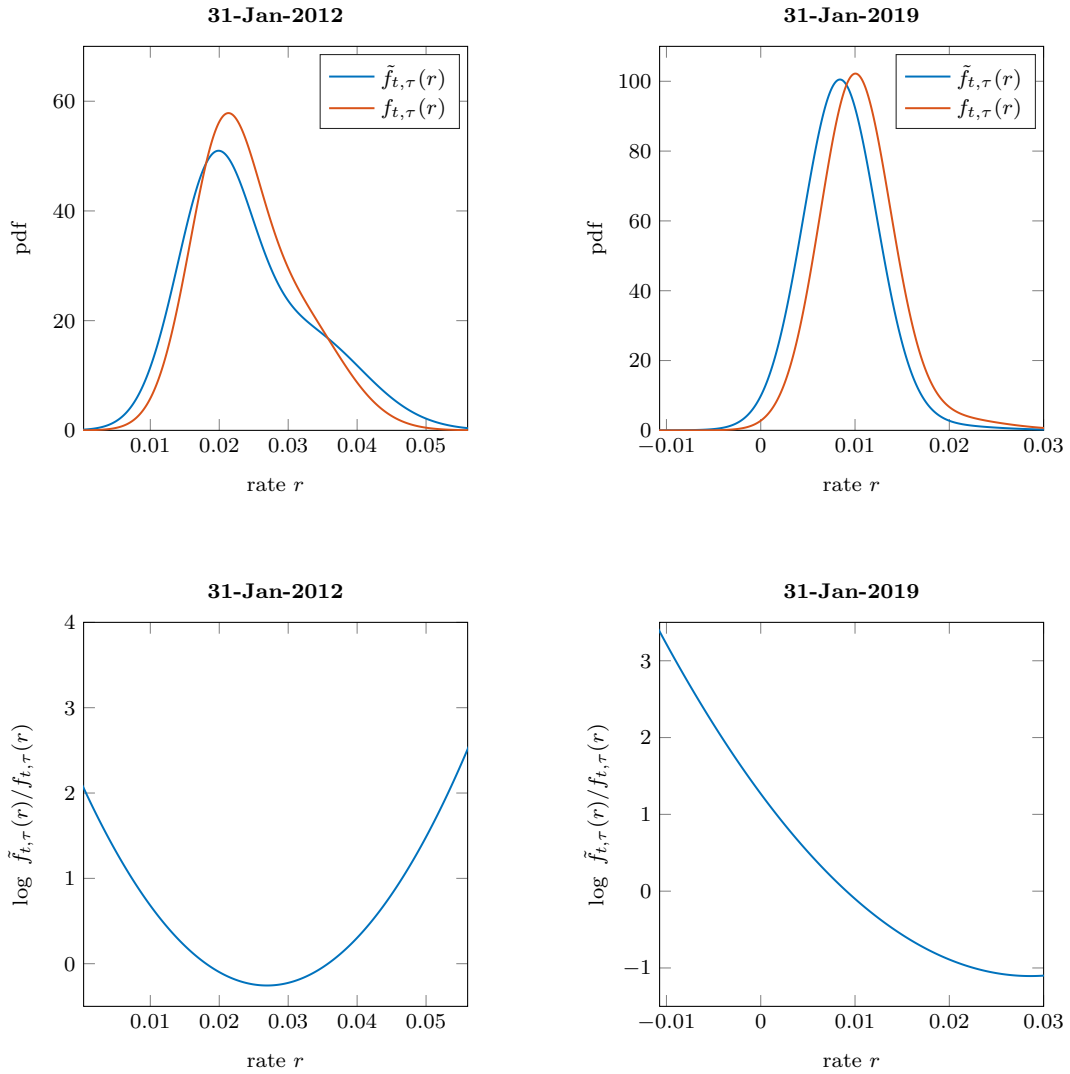 31-Jan-2012
pdf
60
40
20
0
0.01 0.02 0.03 0.04 0.05
rate r
f̃t,τ(r)
ft,τ(r)
31-Jan-2019
pdf
100
80
60
40
20
0
−0.01 0 0.01 0.02 0.03
rate r
f̃t,τ(r)
ft,τ(r)
31-Jan-2012
log f̃t,τ(r)/ft,τ(r)
4
3
2
1
0
0.01 0.02 0.03 0.04 0.05
rate r
31-Jan-2019
log f̃t,τ(r)/ft,τ(r)
3
2
1
0
−1
−0.01 0 0.01 0.02 0.03
rate r